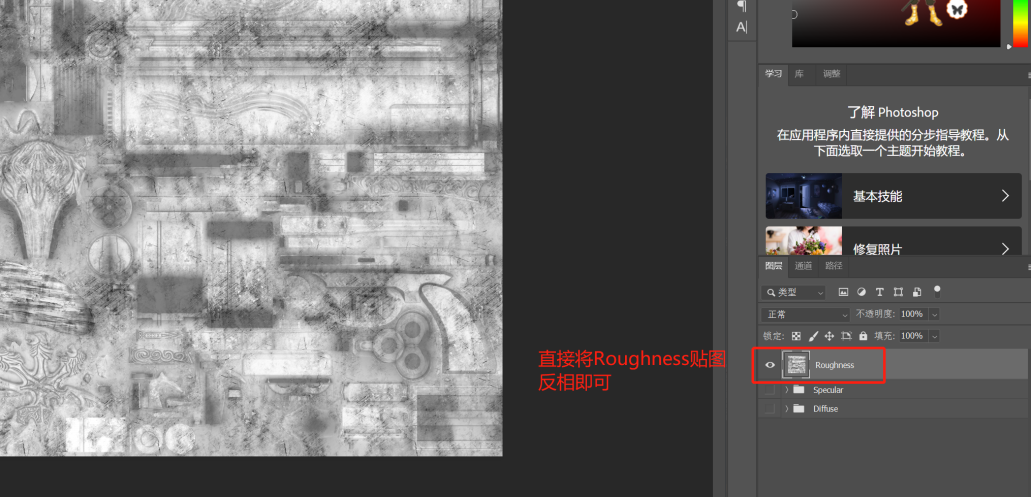 A|
学习 库 调整
了解 Photoshop
在应用程序内直接提供的分步指导教程。从
下面选取一个主题开始教程。
基本技能
修复照片
图层 通道 路径
类型
正常 不透明度: 100%
锁定: 填充: 100%
直接将Roughness贴图
反相即可
Roughness
Specular
Diffuse